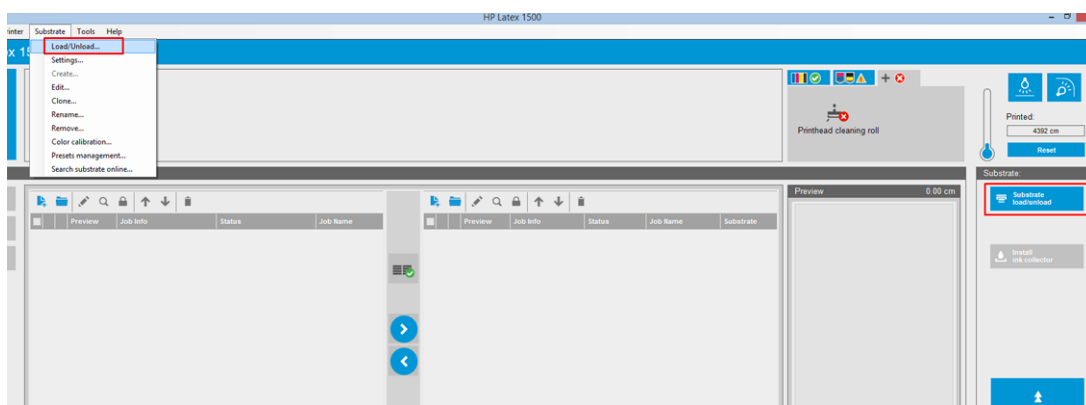 HP Latex 1500
rinter Substrate Tools Help
x 15
Load/Unload...
Settings...
Create...
Edit...
Clone...
Rename...
Remove...
Color calibration...
Presets management...
Search substrate online...
Printhead cleaning roll
Printed:
4392 cm
Reset
Substrate:
Substrate
load/unload
Install
ink collector
Preview Job Info Status Job Name
Preview Job Info Status Job Name Substrate
Preview 0.00 cm